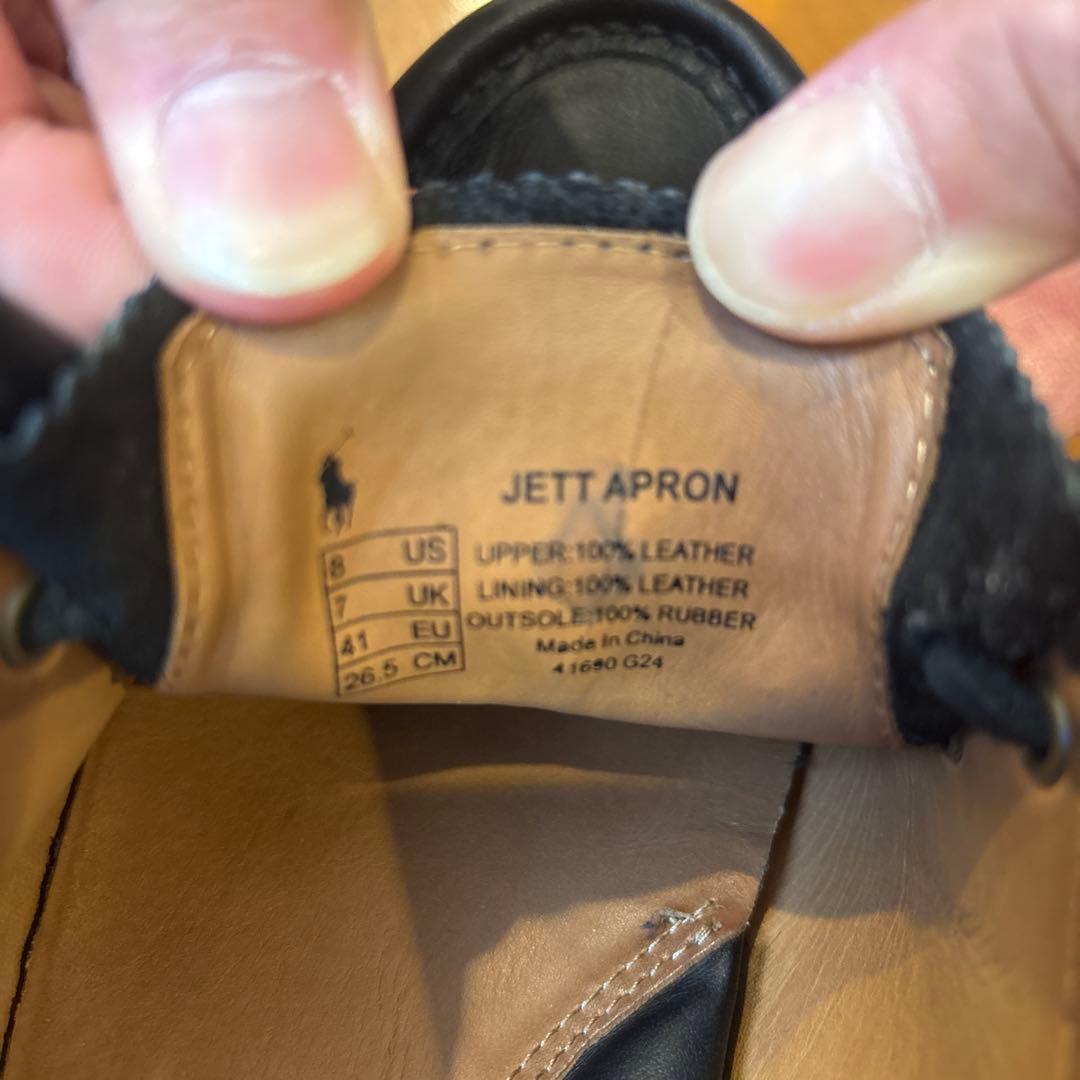 JETT APRON
8 US
7 UK
41 EU
26.5 CM
UPPER:100% LEATHER
LINING:100% LEATHER
OUTSOLE:100% RUBBER
Made In China
41690 G24